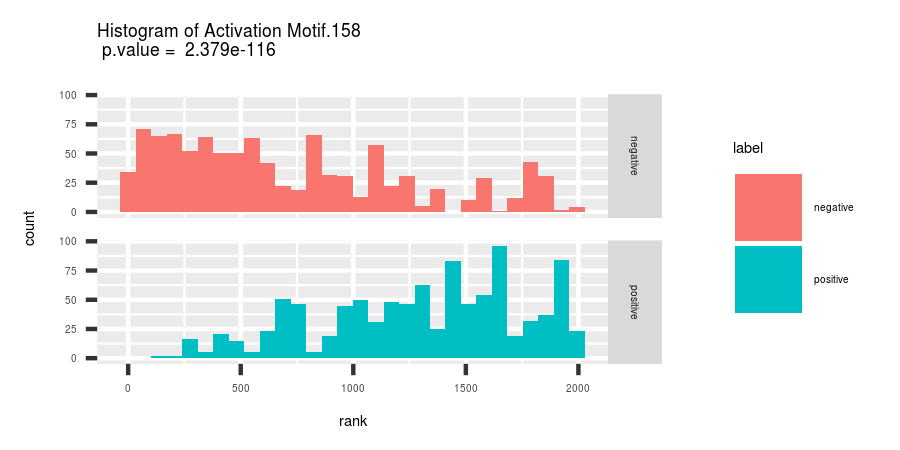 Histogram of Activation Motif.158
p.value = 2.379e-116
100
75
50
25
0
negative
100
75
50
25
0
positive
count
0
500
1000
1500
2000
rank
label
negative
positive